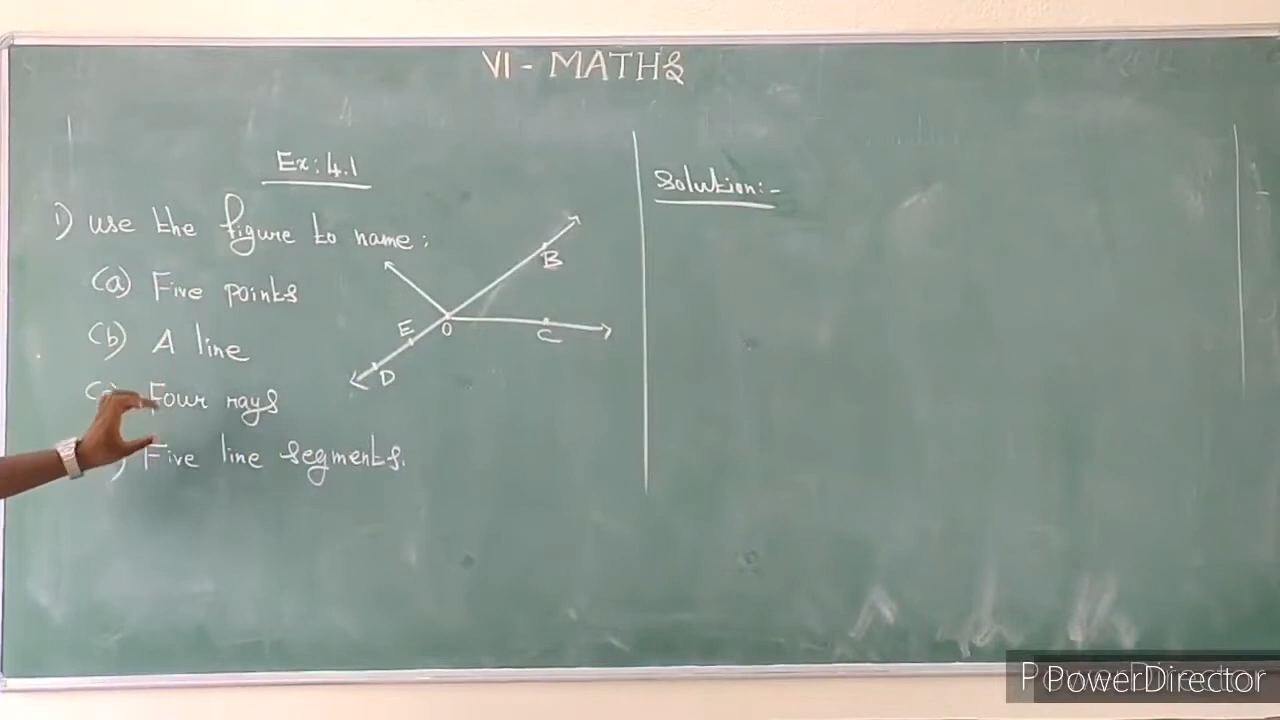 VI - MATHS
Ex: 4.1
1) use the figure to name:
(a) Five points
(b) A line
Four rays
) Five line segments.
B
E
O
C
D
Solution:-
PowerDirector